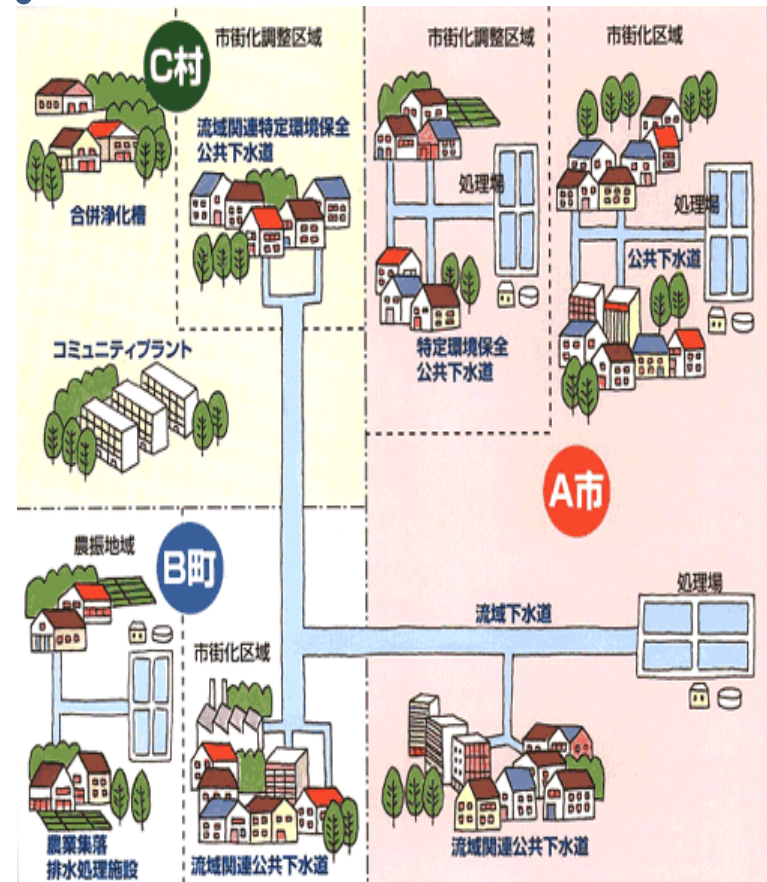 C村
市街化調整区域
流域関連特定環境保全
公共下水道
合併浄化槽
コミュニティプラント
市街化調整区域
処理場
特定環境保全
公共下水道
市街化区域
処理場
公共下水道
A市
処理場
流域下水道
流域関連公共下水道
B町
農振地域
農業集落
排水処理施設
市街化区域
流域関連公共下水道